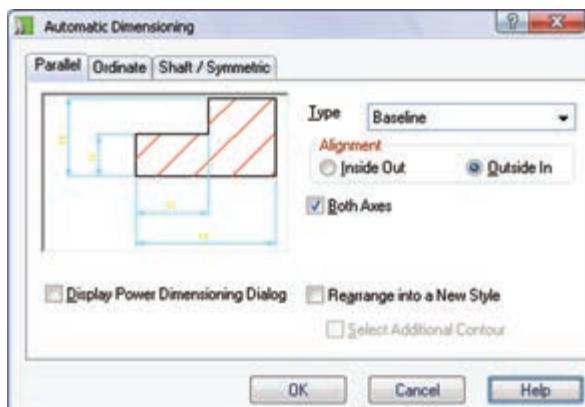 Automatic Dimensioning
Parallel Ordinate Shaft / Symmetric
Type Baseline
Alignment
Inside Out Outside In
Both Axes
Display Power Dimensioning Dialog Rearrange into a New Style
Select Additional Contour
OK Cancel Help